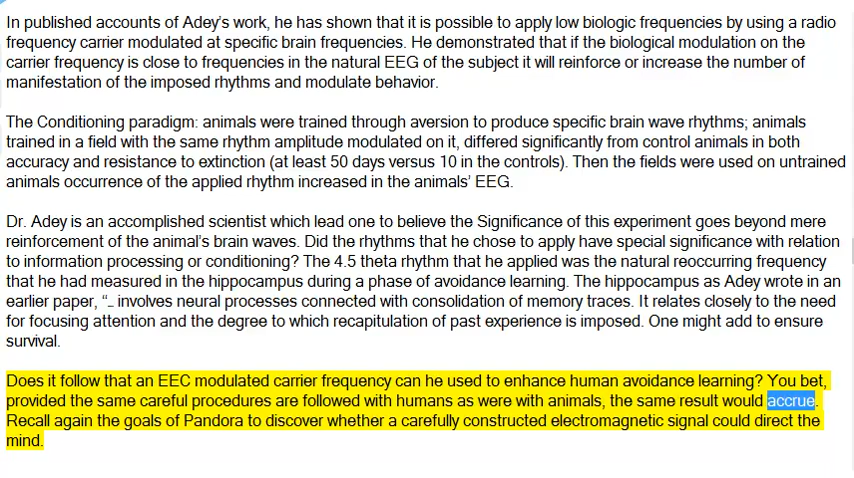 In published accounts of Adey's work, he has shown that it is possible to apply low biologic frequencies by using a radio
frequency carrier modulated at specific brain frequencies. He demonstrated that if the biological modulation on the
carrier frequency is close to frequencies in the natural EEG of the subject it will reinforce or increase the number of
manifestation of the imposed rhythms and modulate behavior.
The Conditioning paradigm: animals were trained through aversion to produce specific brain wave rhythms; animals
trained in a field with the same rhythm amplitude modulated on it, differed significantly from control animals in both
accuracy and resistance to extinction (at least 50 days versus 10 in the controls). Then the fields were used on untrained
animals occurrence of the applied rhythm increased in the animals' EEG.
Dr. Adey is an accomplished scientist which lead one to believe the Significance of this experiment goes beyond mere
reinforcement of the animal's brain waves. Did the rhythms that he chose to apply have special significance with relation
to information processing or conditioning? The 4.5 theta rhythm that he applied was the natural reoccurring frequency
that he had measured in the hippocampus during a phase of avoidance learning. The hippocampus as Adey wrote in an
earlier paper, "_ involves neural processes connected with consolidation of memory traces. It relates closely to the need
for focusing attention and the degree to which recapitulation of past experience is imposed. One might add to ensure
survival.
Does it follow that an EEC modulated carrier frequency can he used to enhance human avoidance learning? You bet,
provided the same careful procedures are followed with humans as were with animals, the same result would accrue.
Recall again the goals of Pandora to discover whether a carefully constructed electromagnetic signal could direct the
mind.